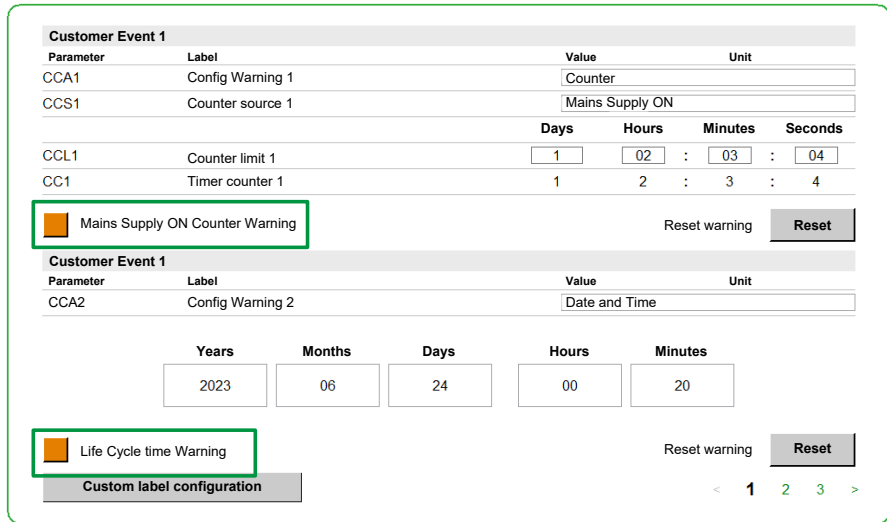 Customer Event 1
Parameter Label Value Unit
CCA1 Config Warning 1 Counter
CCS1 Counter source 1 Mains Supply ON
Days Hours Minutes Seconds
CCL1 Counter limit 1 1 02 : 03 : 04
CC1 Timer counter 1 1 2 : 3 : 4
Mains Supply ON Counter Warning Reset warning Reset
Customer Event 1
Parameter Label Value Unit
CCA2 Config Warning 2 Date and Time
Years Months Days Hours Minutes
2023 06 24 00 20
Life Cycle time Warning Reset warning Reset
Custom label configuration < 1 2 3 >